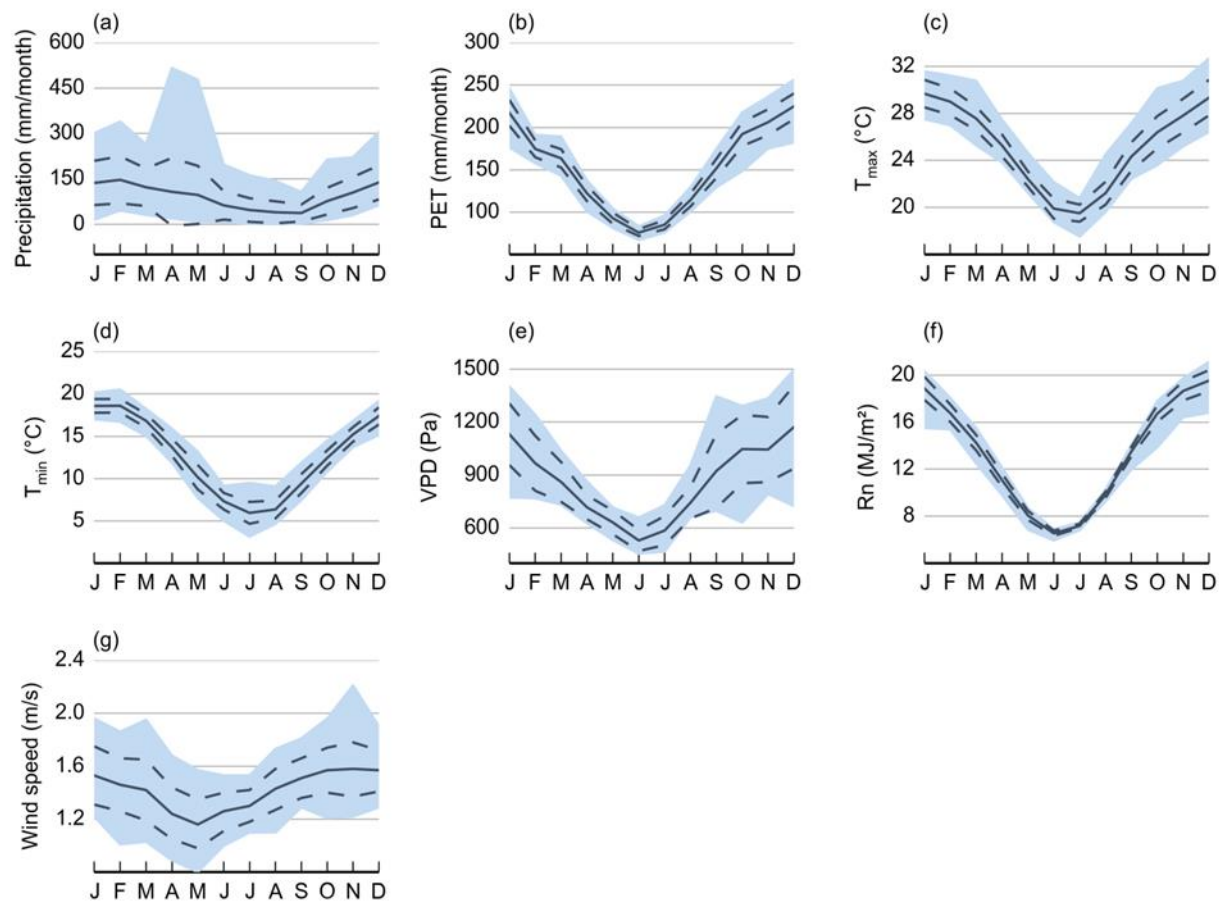 (a)
Precipitation (mm/month)
600
450
300
150
0
J F M A M J J A S O N D
(b)
PET (mm/month)
300
250
200
150
100
J F M A M J J A S O N D
(c)
Tmax (°C)
32
28
24
20
J F M A M J J A S O N D
(d)
Tmin (°C)
25
20
15
10
5
J F M A M J J A S O N D
(e)
VPD (Pa)
1500
1200
900
600
J F M A M J J A S O N D
(f)
Rn (MJ/m²)
20
16
12
8
J F M A M J J A S O N D
(g)
Wind speed (m/s)
2.4
2.0
1.6
1.2
J F M A M J J A S O N D